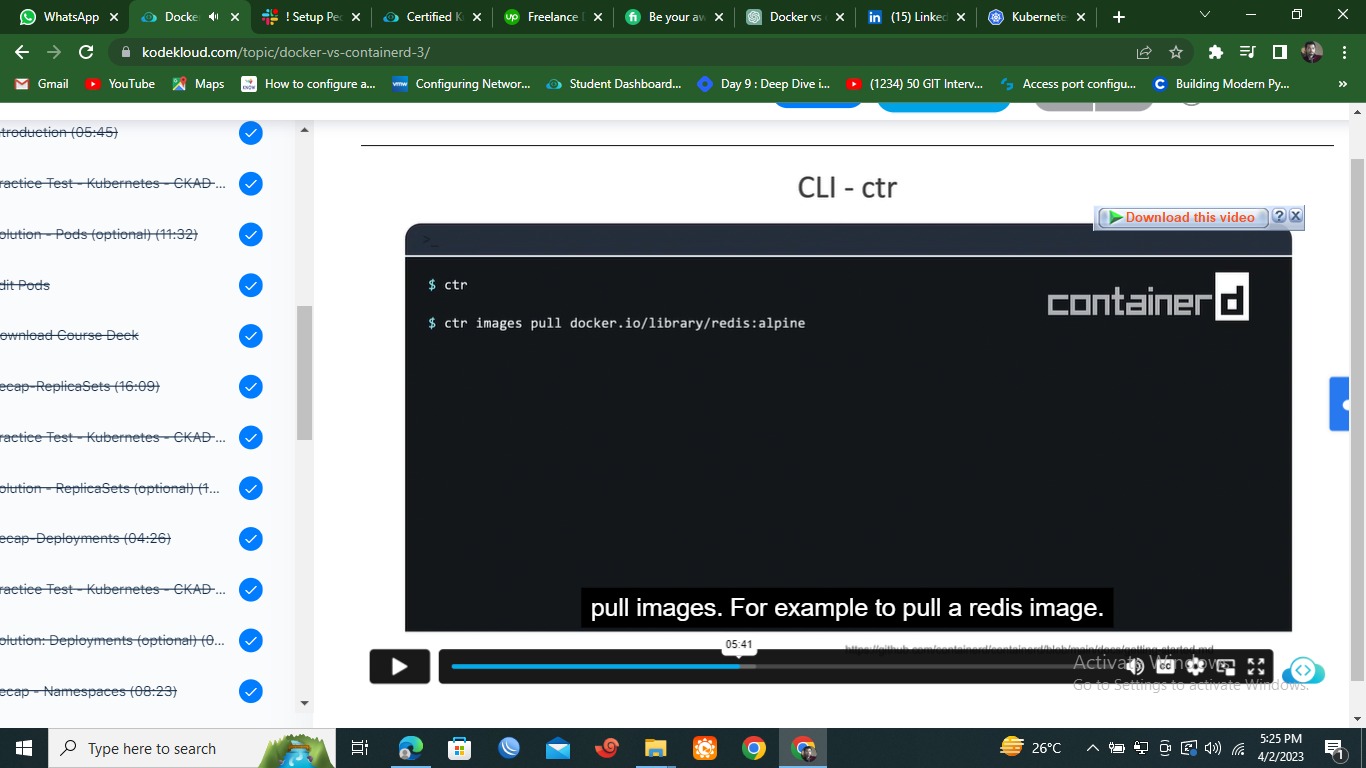 WhatsApp
Docke
! Setup Pe
Certified K
Freelance
Be your aw
Docker vs
(15) Linked
Kubernete
kodekloud.com/topic/docker-vs-containerd-3/
Gmail
YouTube
Maps
How to configure a...
Configuring Networ...
Student Dashboard...
Day 9 : Deep Dive i...
(1234) 50 GIT Interv...
Access port configu...
Building Modern Py...
»
troduction (05:45)
ractice Test - Kubernetes - CKAD ...
olution - Pods (optional) (11:32)
dit Pods
ownload Course Deck
ecap-ReplicaSets (16:09)
ractice Test - Kubernetes - CKAD ...
olution - ReplicaSets (optional) (1...
ecap-Deployments (04:26)
ractice Test - Kubernetes - CKAD ...
olution: Deployments (optional) (0...
ecap - Namespaces (08:23)
CLI - ctr
Download this video
? X
>_
$ ctr
containerd
$ ctr images pull docker.io/library/redis:alpine
pull images. For example to pull a redis image.
05:41
https://github.com/containerd/containerd/blob/main/docs/getting-started.md
CC
Activate Windows
Go to Settings to activate Windows.
Type here to search
26°C
5:25 PM
4/2/2023
1